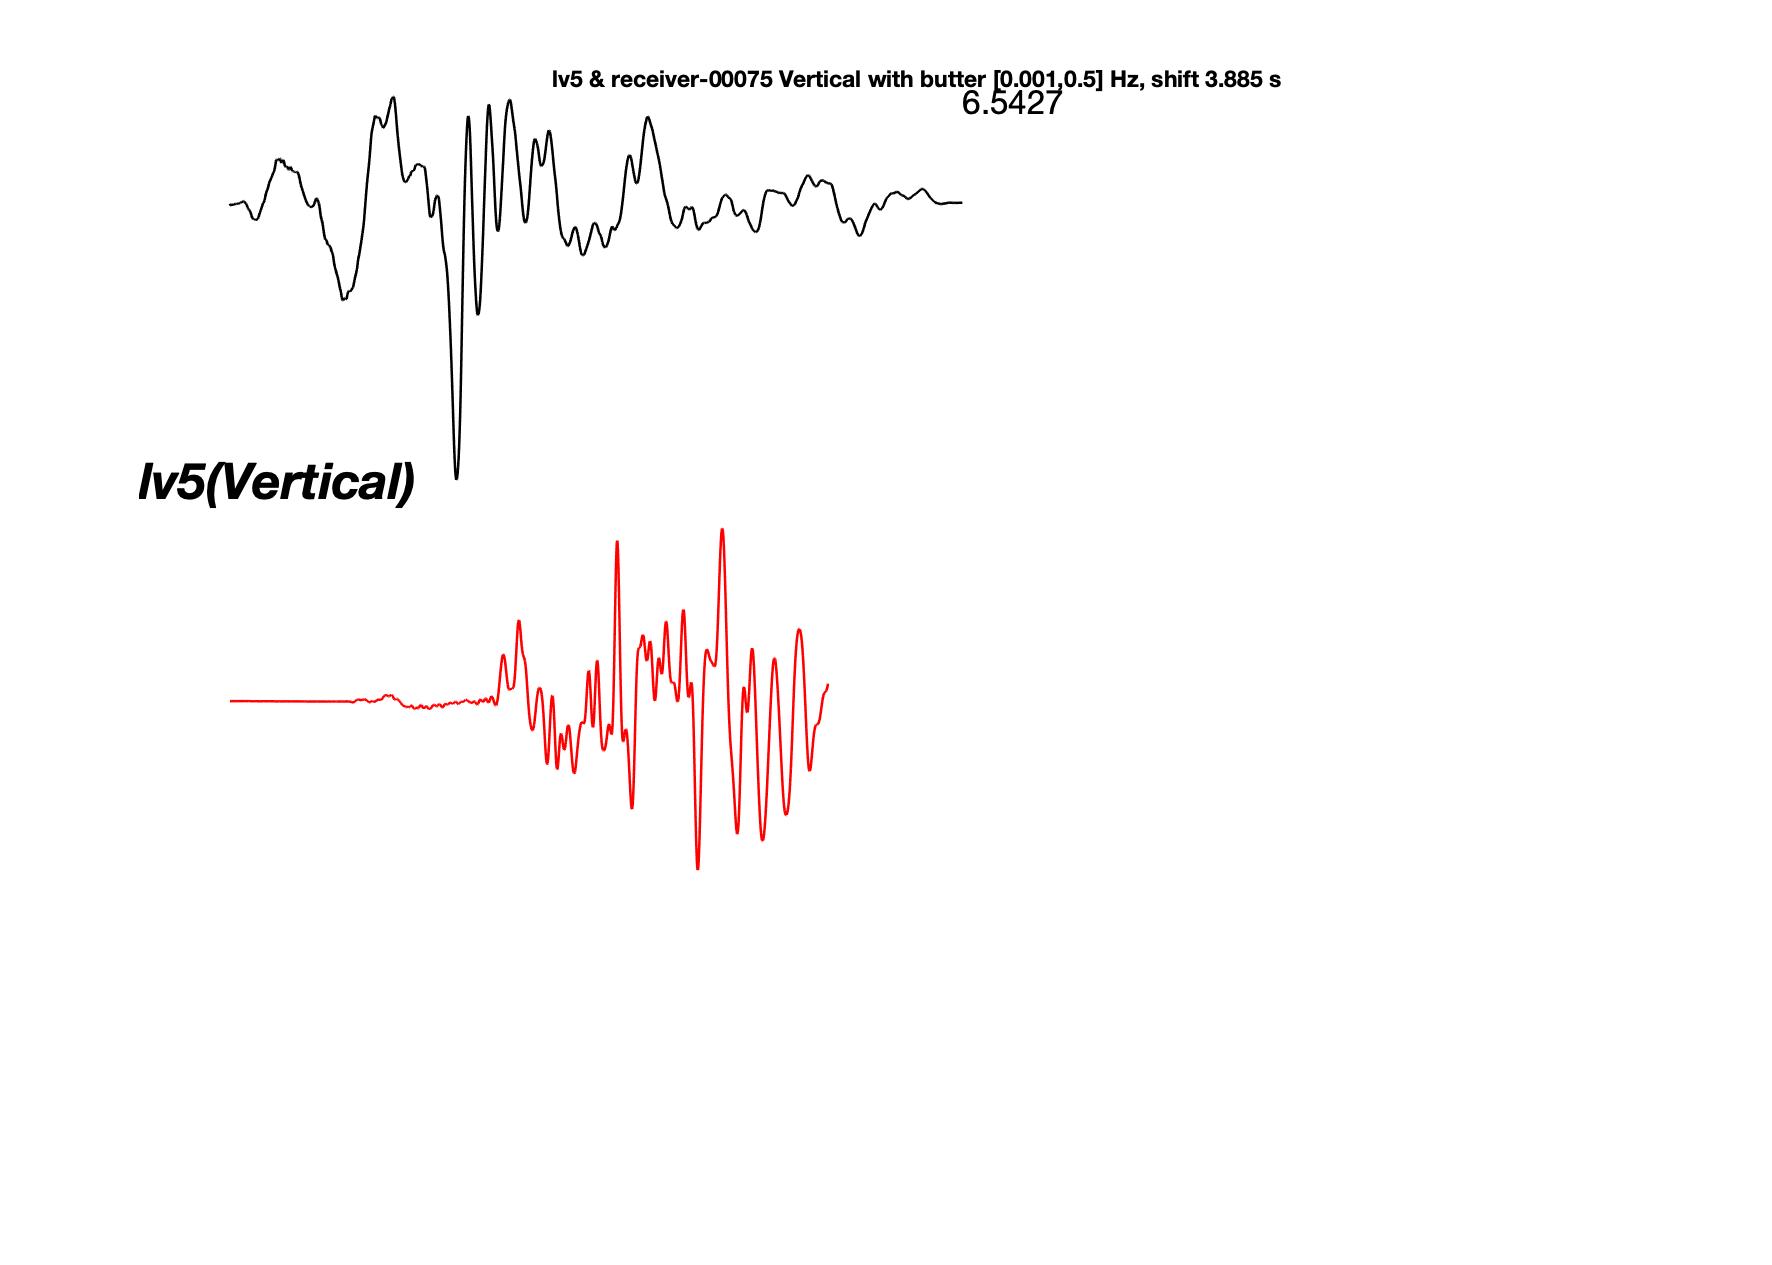 lv5 & receiver-00075 Vertical with butter [0.001,0.5] Hz, shift 3.885 s
6.5427
lv5(Vertical)